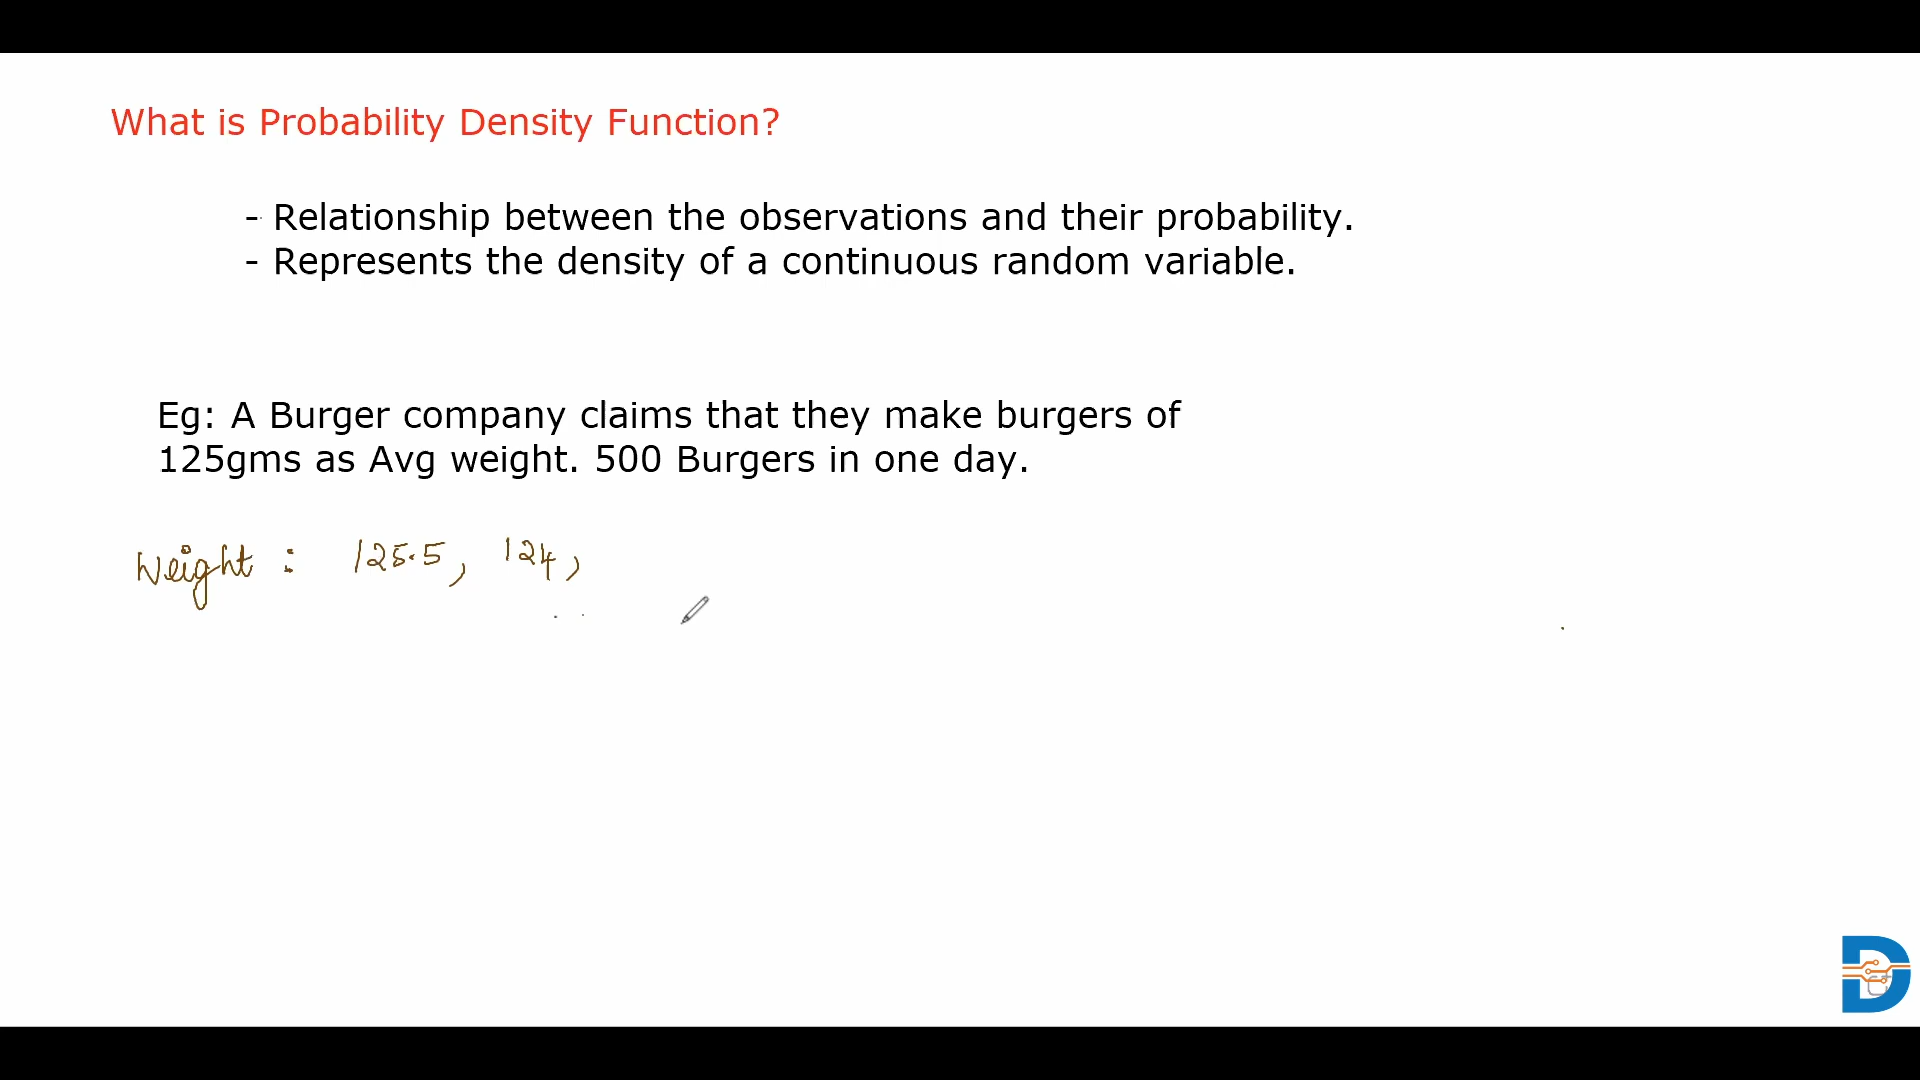 What is Probability Density Function?
- Relationship between the observations and their probability.
- Represents the density of a continuous random variable.
Eg: A Burger company claims that they make burgers of
125gms as Avg weight. 500 Burgers in one day.
Weight : 125.5, 124,